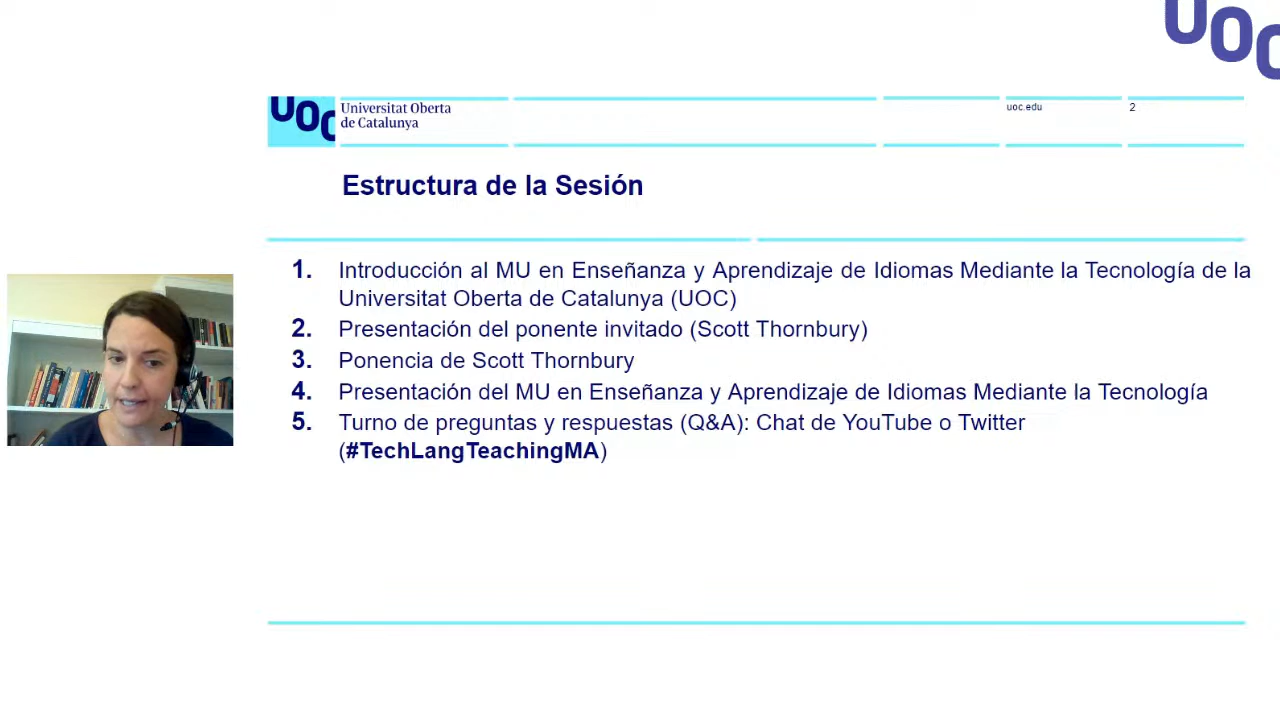 UOC
UOC
Universitat Oberta
de Catalunya
uoc.edu
2
Estructura de la Sesión
1. Introducción al MU en Enseñanza y Aprendizaje de Idiomas Mediante la Tecnología de la
Universitat Oberta de Catalunya (UOC)
2. Presentación del ponente invitado (Scott Thornbury)
3. Ponencia de Scott Thornbury
4. Presentación del MU en Enseñanza y Aprendizaje de Idiomas Mediante la Tecnología
5. Turno de preguntas y respuestas (Q&A): Chat de YouTube o Twitter
(#TechLangTeachingMA)